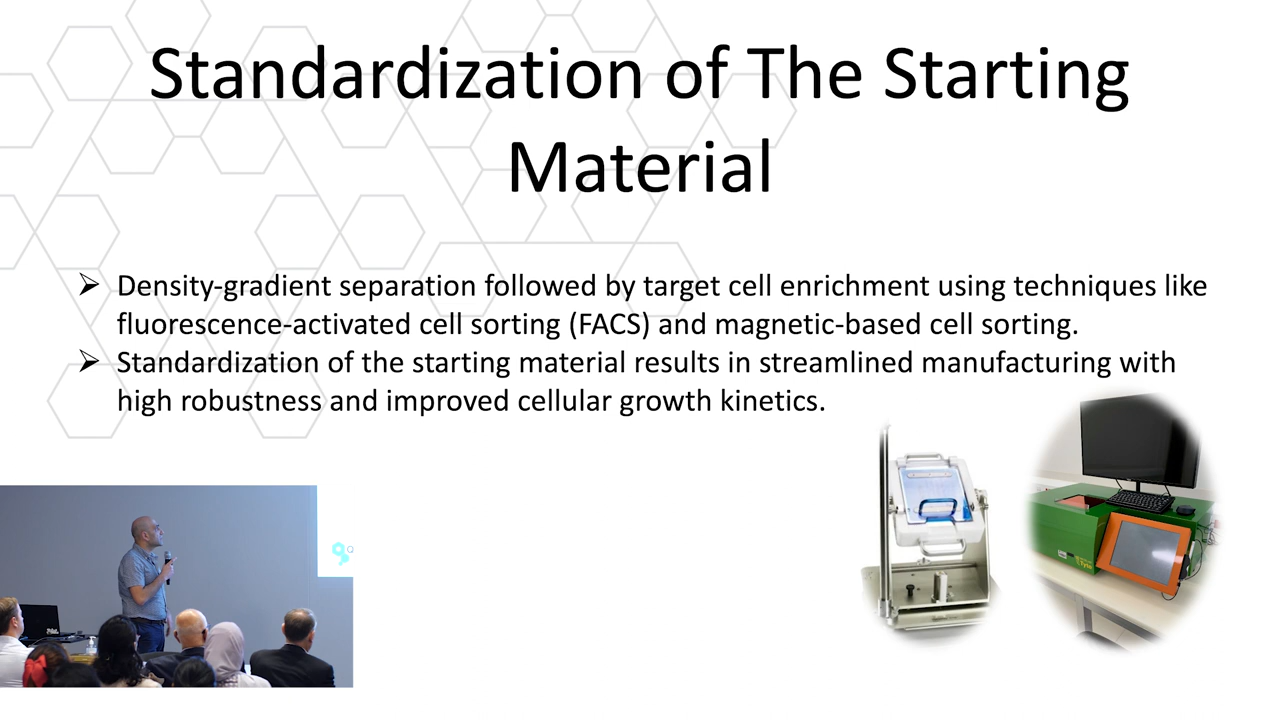 Standardization of The Starting
Material
➢ Density-gradient separation followed by target cell enrichment using techniques like
fluorescence-activated cell sorting (FACS) and magnetic-based cell sorting.
➢ Standardization of the starting material results in streamlined manufacturing with
high robustness and improved cellular growth kinetics.
Tyto